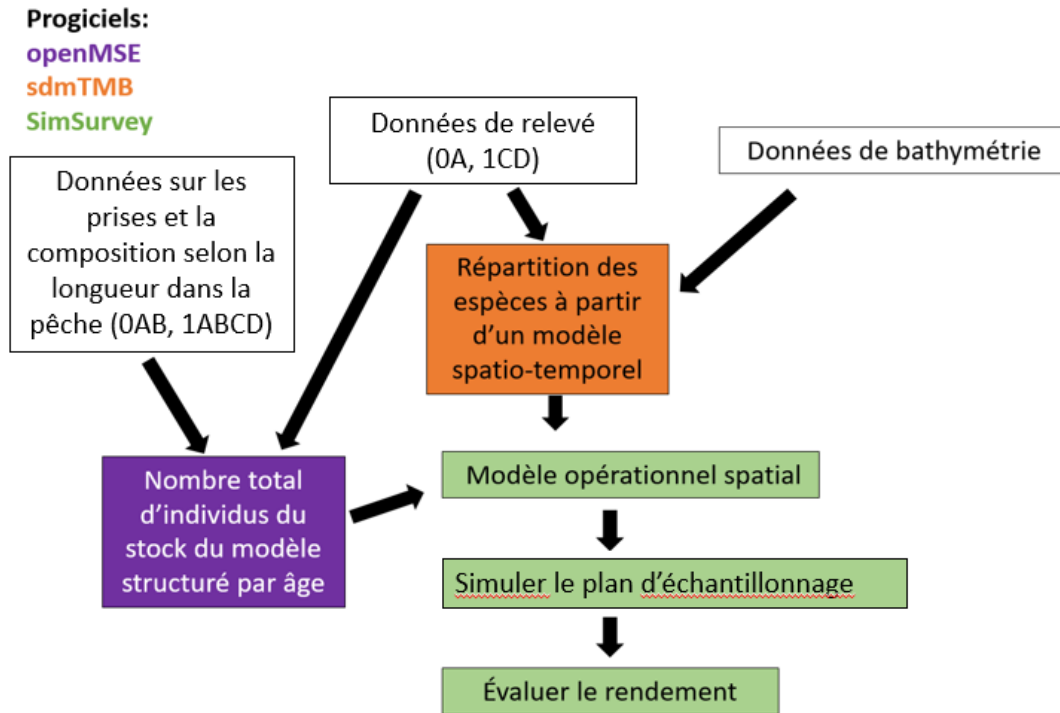 Progiciels:
openMSE
sdmTMB
SimSurvey
Données de relevé
(0A, 1CD)
Données de bathymétrie
Données sur les
prises et la
composition selon la
longueur dans la
pêche (0AB, 1ABCD)
Répartition des
espèces à partir
d’un modèle
spatio-temporel
Nombre total
d’individus du
stock du modèle
structuré par âge
Modèle opérationnel spatial
Simuler le plan d’échantillonnage
Évaluer le rendement